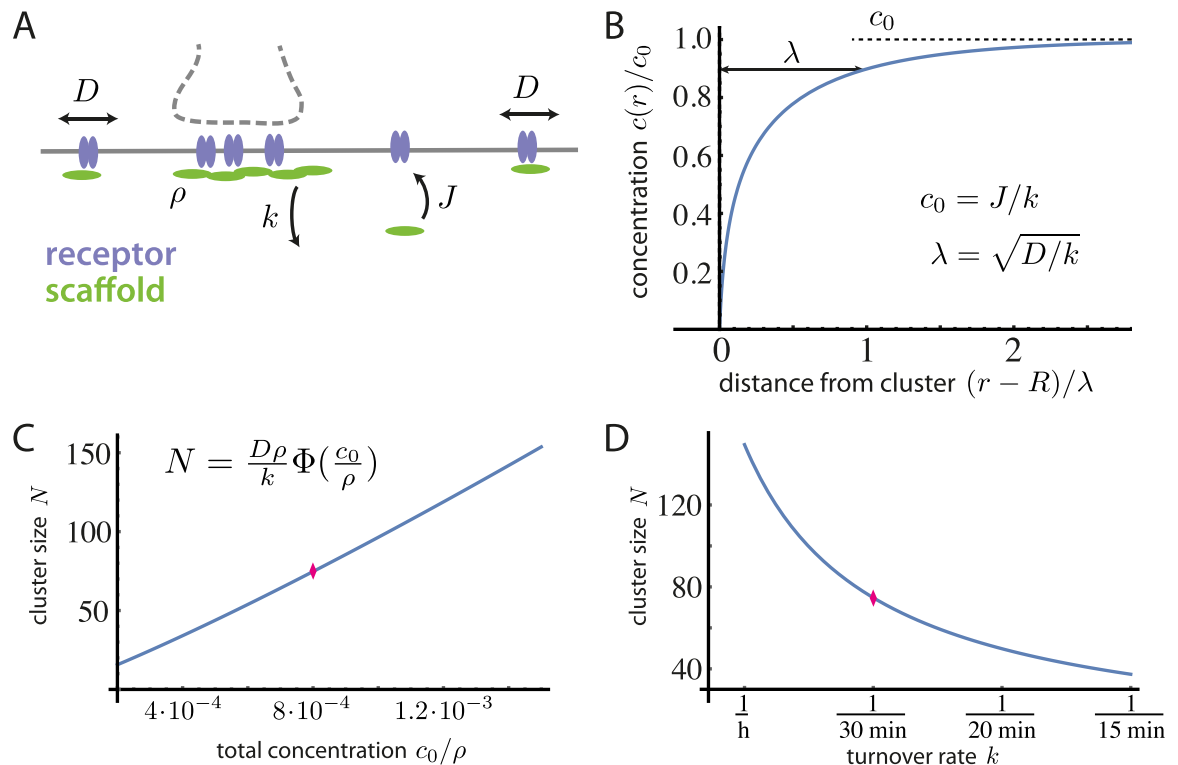 A
D
D
ρ
k
J
receptor
scaffold
B
c₀
λ
concentration c(r)/c₀
1.0
0.8
0.6
0.4
0.2
c₀ = J/k
λ = √D/k
0 1 2
distance from cluster (r − R)/λ
C
N = Dρ/k Φ(c₀/ρ)
cluster size N
150
100
50
4·10⁻⁴ 8·10⁻⁴ 1.2·10⁻³
total concentration c₀/ρ
D
cluster size N
120
80
40
1/h 1/30 min 1/20 min 1/15 min
turnover rate k